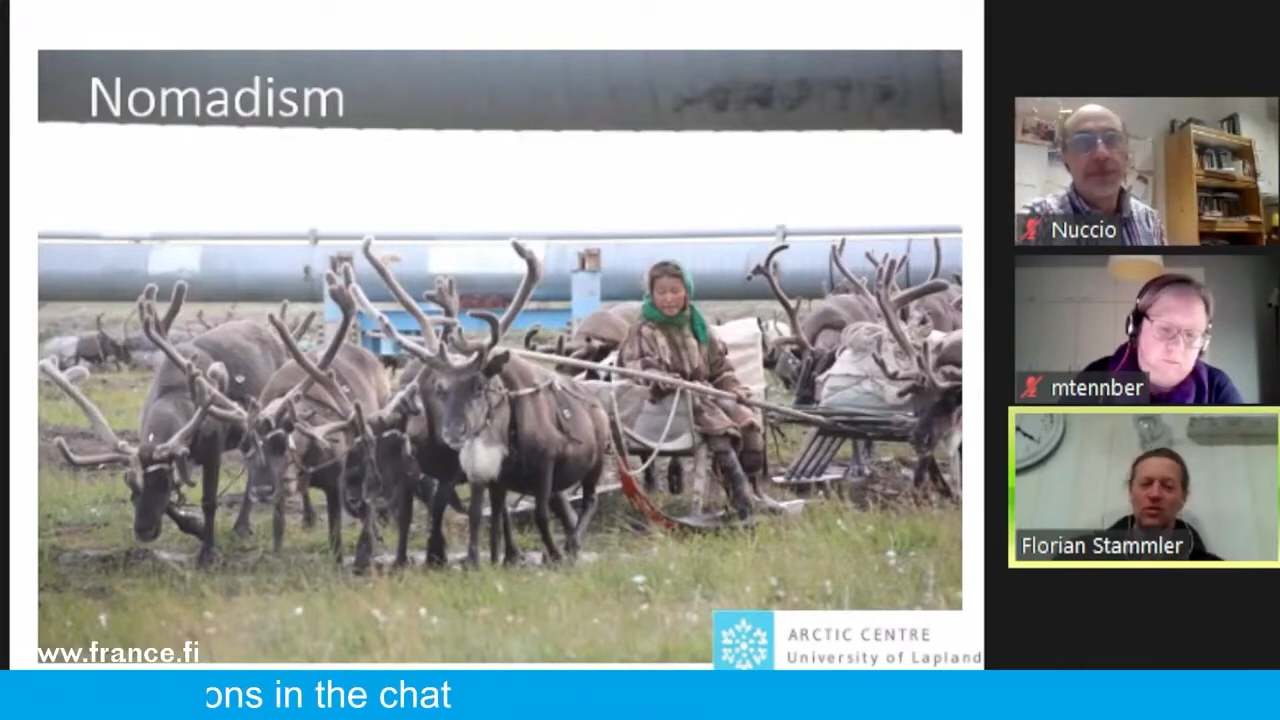 Nomadism
Nuccio
mtennber
Florian Stammler
ARCTIC CENTRE
University of Lapland
ww.france.fi
ons in the chat